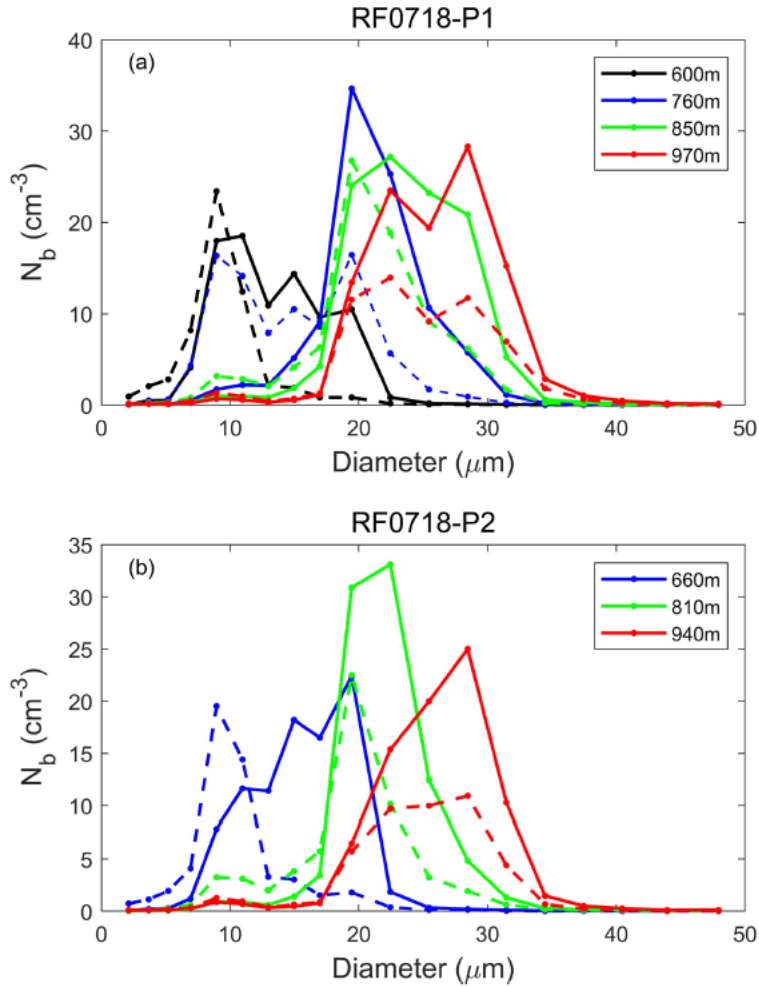 RF0718-P1
(a)
600m
760m
850m
970m
40
30
20
10
0
N_b (cm⁻³)
0 10 20 30 40 50
Diameter (μm)
RF0718-P2
(b)
660m
810m
940m
35
30
25
20
15
10
5
0
N_b (cm⁻³)
0 10 20 30 40 50
Diameter (μm)